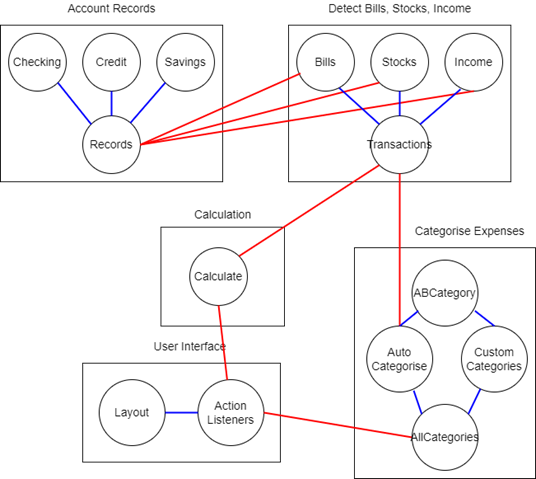 Account Records
Detect Bills, Stocks, Income
Checking
Credit
Savings
Bills
Stocks
Income
Records
Transactions
Calculation
Categorise Expenses
Calculate
ABCategory
User Interface
Auto
Categorise
Custom
Categories
Layout
Action
Listeners
AllCategories